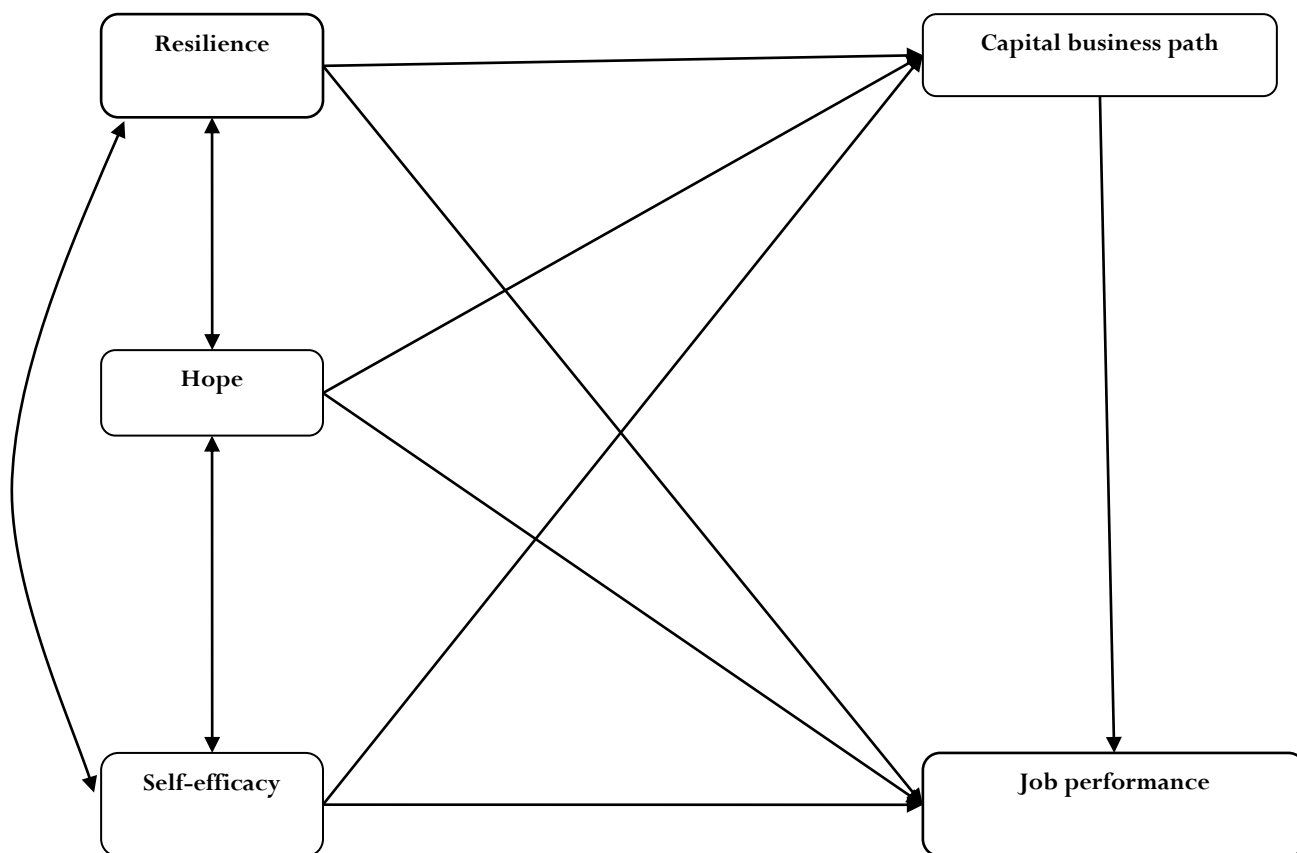 Resilience
Capital business path
Hope
Self-efficacy
Job performance